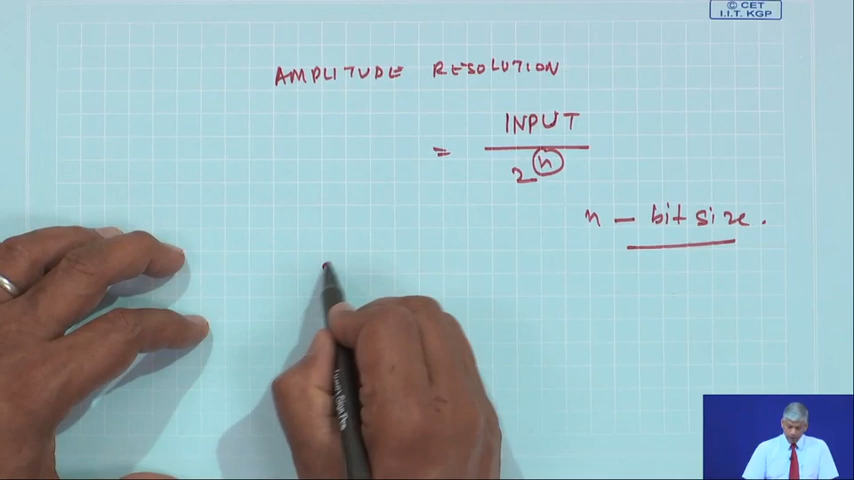 © CET
I.I.T. KGP
AMPLITUDE RESOLUTION
= INPUT
2^n
n - bit size.